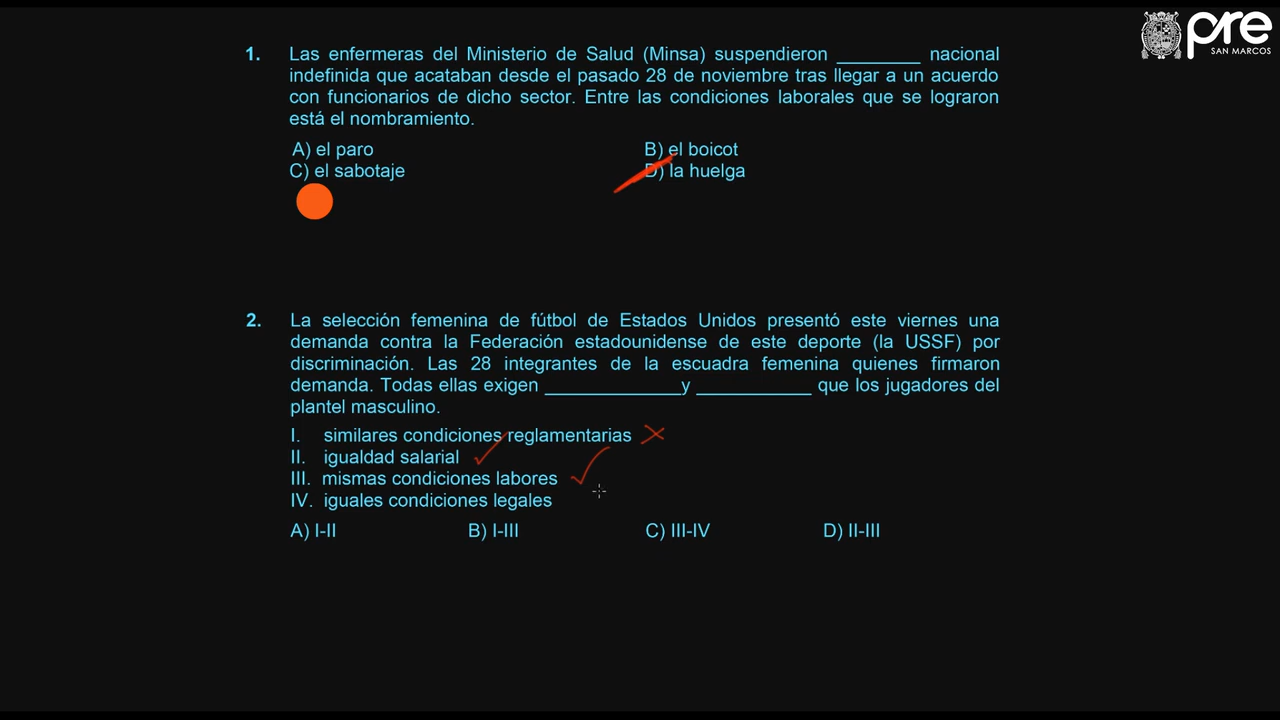 pre
SAN MARCOS
1. Las enfermeras del Ministerio de Salud (Minsa) suspendieron ________ nacional
indefinida que acataban desde el pasado 28 de noviembre tras llegar a un acuerdo
con funcionarios de dicho sector. Entre las condiciones laborales que se lograron
está el nombramiento.
A) el paro B) el boicot
C) el sabotaje D) la huelga
2. La selección femenina de fútbol de Estados Unidos presentó este viernes una
demanda contra la Federación estadounidense de este deporte (la USSF) por
discriminación. Las 28 integrantes de la escuadra femenina quienes firmaron
demanda. Todas ellas exigen _____________y ___________ que los jugadores del
plantel masculino.
I. similares condiciones reglamentarias
II. igualdad salarial
III. mismas condiciones labores
IV. iguales condiciones legales
A) I-II B) I-III C) III-IV D) II-III